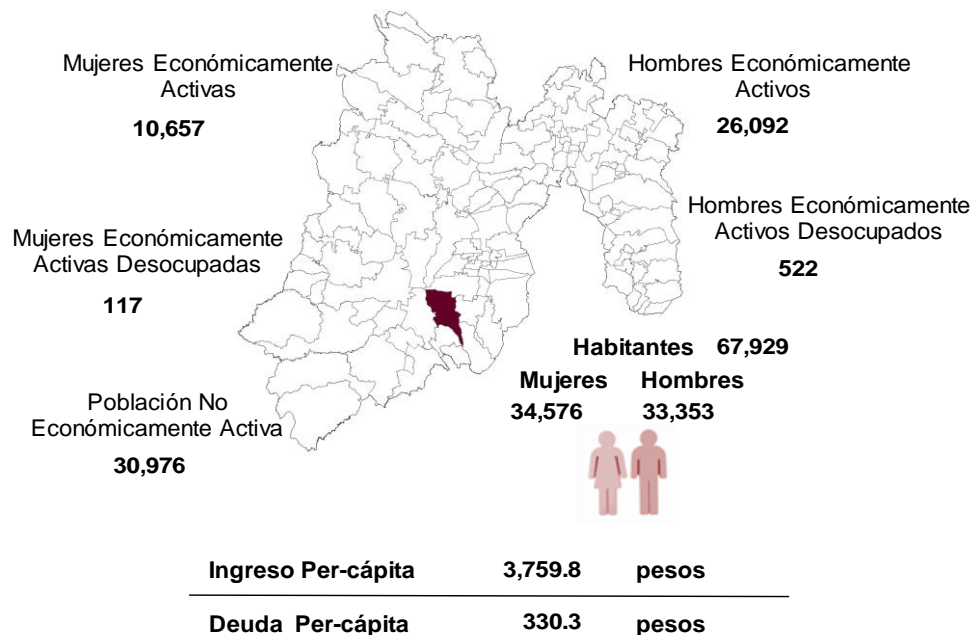 Mujeres Económicamente
Activas
10,657
Hombres Económicamente
Activos
26,092
Mujeres Económicamente
Activas Desocupadas
117
Hombres Económicamente
Activos Desocupados
522
Habitantes 67,929
Mujeres Hombres
34,576 33,353
Población No
Económicamente Activa
30,976
Ingreso Per-cápita 3,759.8 pesos
Deuda Per-cápita 330.3 pesos